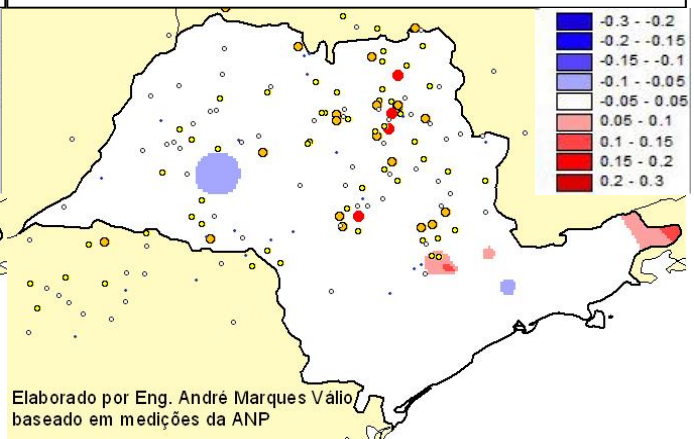 -0.3 - -0.2
-0.2 - -0.15
-0.15 - -0.1
-0.1 - -0.05
-0.05 - 0.05
0.05 - 0.1
0.1 - 0.15
0.15 - 0.2
0.2 - 0.3
Elaborado por Eng. André Marques Válio
baseado em medições da ANP